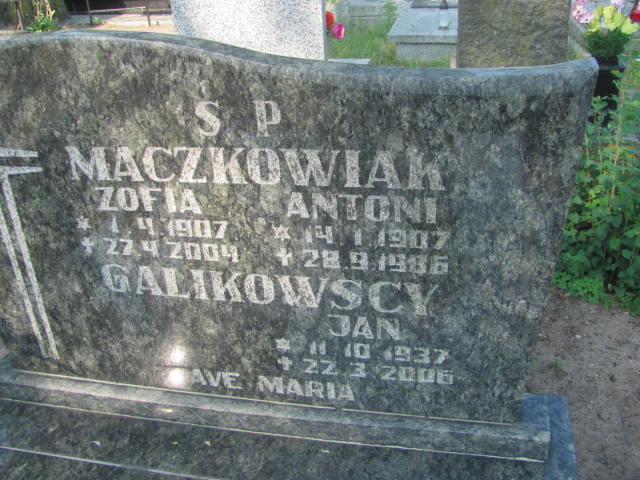 Ś P
MACZKOWIAK
ZOFIA ANTONI
* 1 4 1907 * 14 1 1907
+ 27 4 2004 + 28 9 1986
GALIKOWSCY
JAN
* 11 10 1937
+ 22 3 2006
AVE MARIA